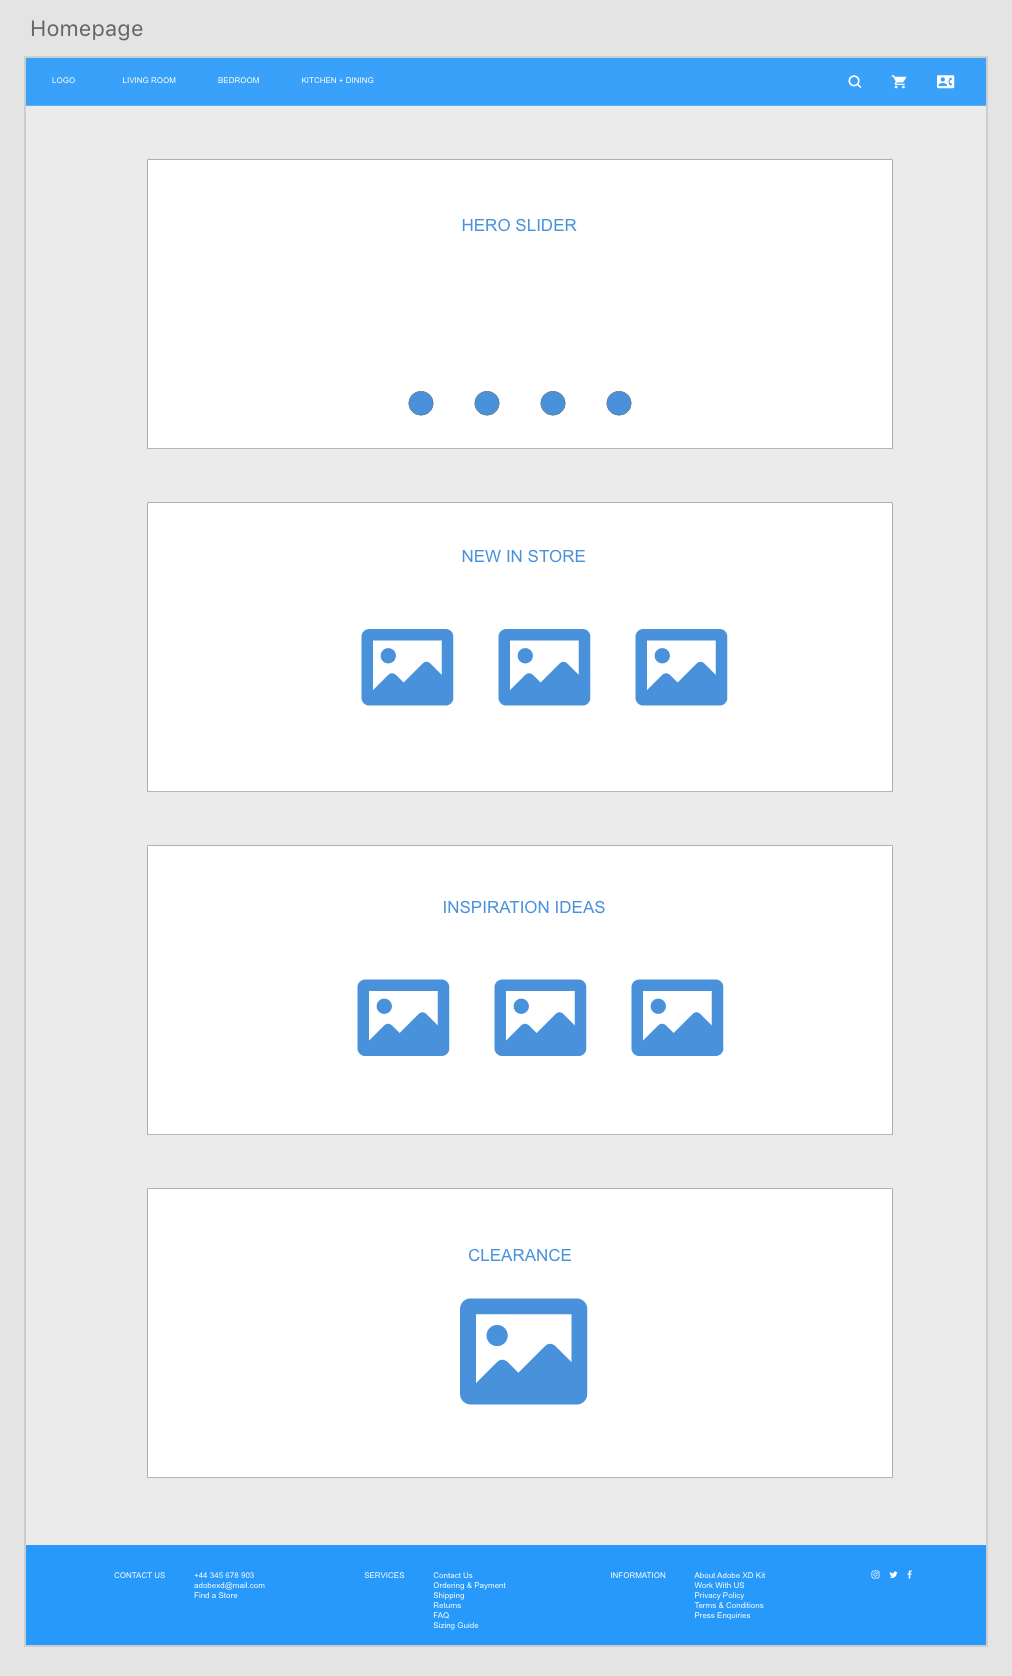 Homepage
LOGO
LIVING ROOM
BEDROOM
KITCHEN + DINING
HERO SLIDER
NEW IN STORE
INSPIRATION IDEAS
CLEARANCE
CONTACT US
+44 345 678 903
adobexd@mail.com
Find a Store
SERVICES
Contact Us
Ordering & Payment
Shipping
Returns
FAQ
Sizing Guide
INFORMATION
About Adobe XD Kit
Work With US
Privacy Policy
Terms & Conditions
Press Enquiries